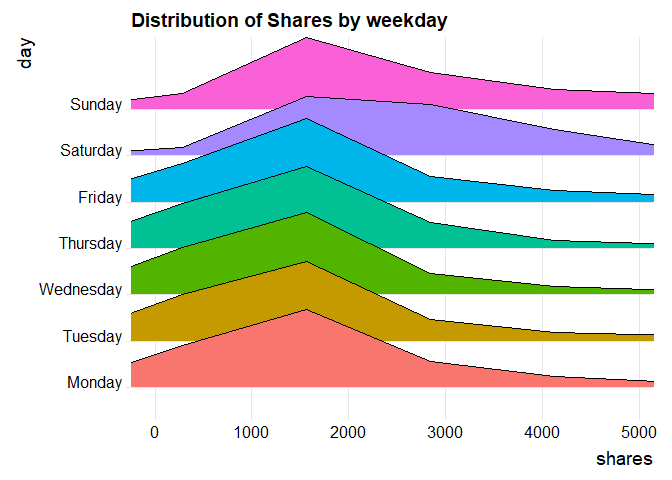 Distribution of Shares by weekday
day
Sunday
Saturday
Friday
Thursday
Wednesday
Tuesday
Monday
0 1000 2000 3000 4000 5000
shares